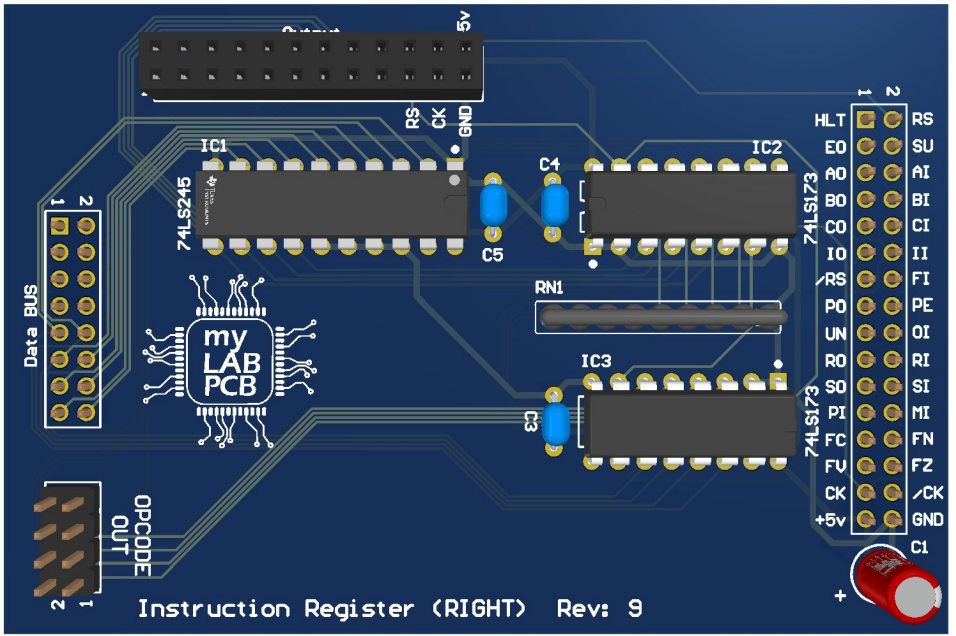 Output
5v
RS
CK
GND
1
2
HLT
RS
EO
SU
AO
AI
BO
BI
CO
CI
IO
II
/RS
FI
PO
PE
UN
OI
RO
RI
SO
SI
PI
MI
FC
FN
FV
FZ
CK
/CK
+5v
GND
IC1
74LS245
C4
C5
IC2
74LS173
1
2
Data BUS
RN1
my
LAB
PCB
IC3
74LS173
C3
OPCODE
OUT
2
1
C1
+
Instruction Register (RIGHT) Rev: 9